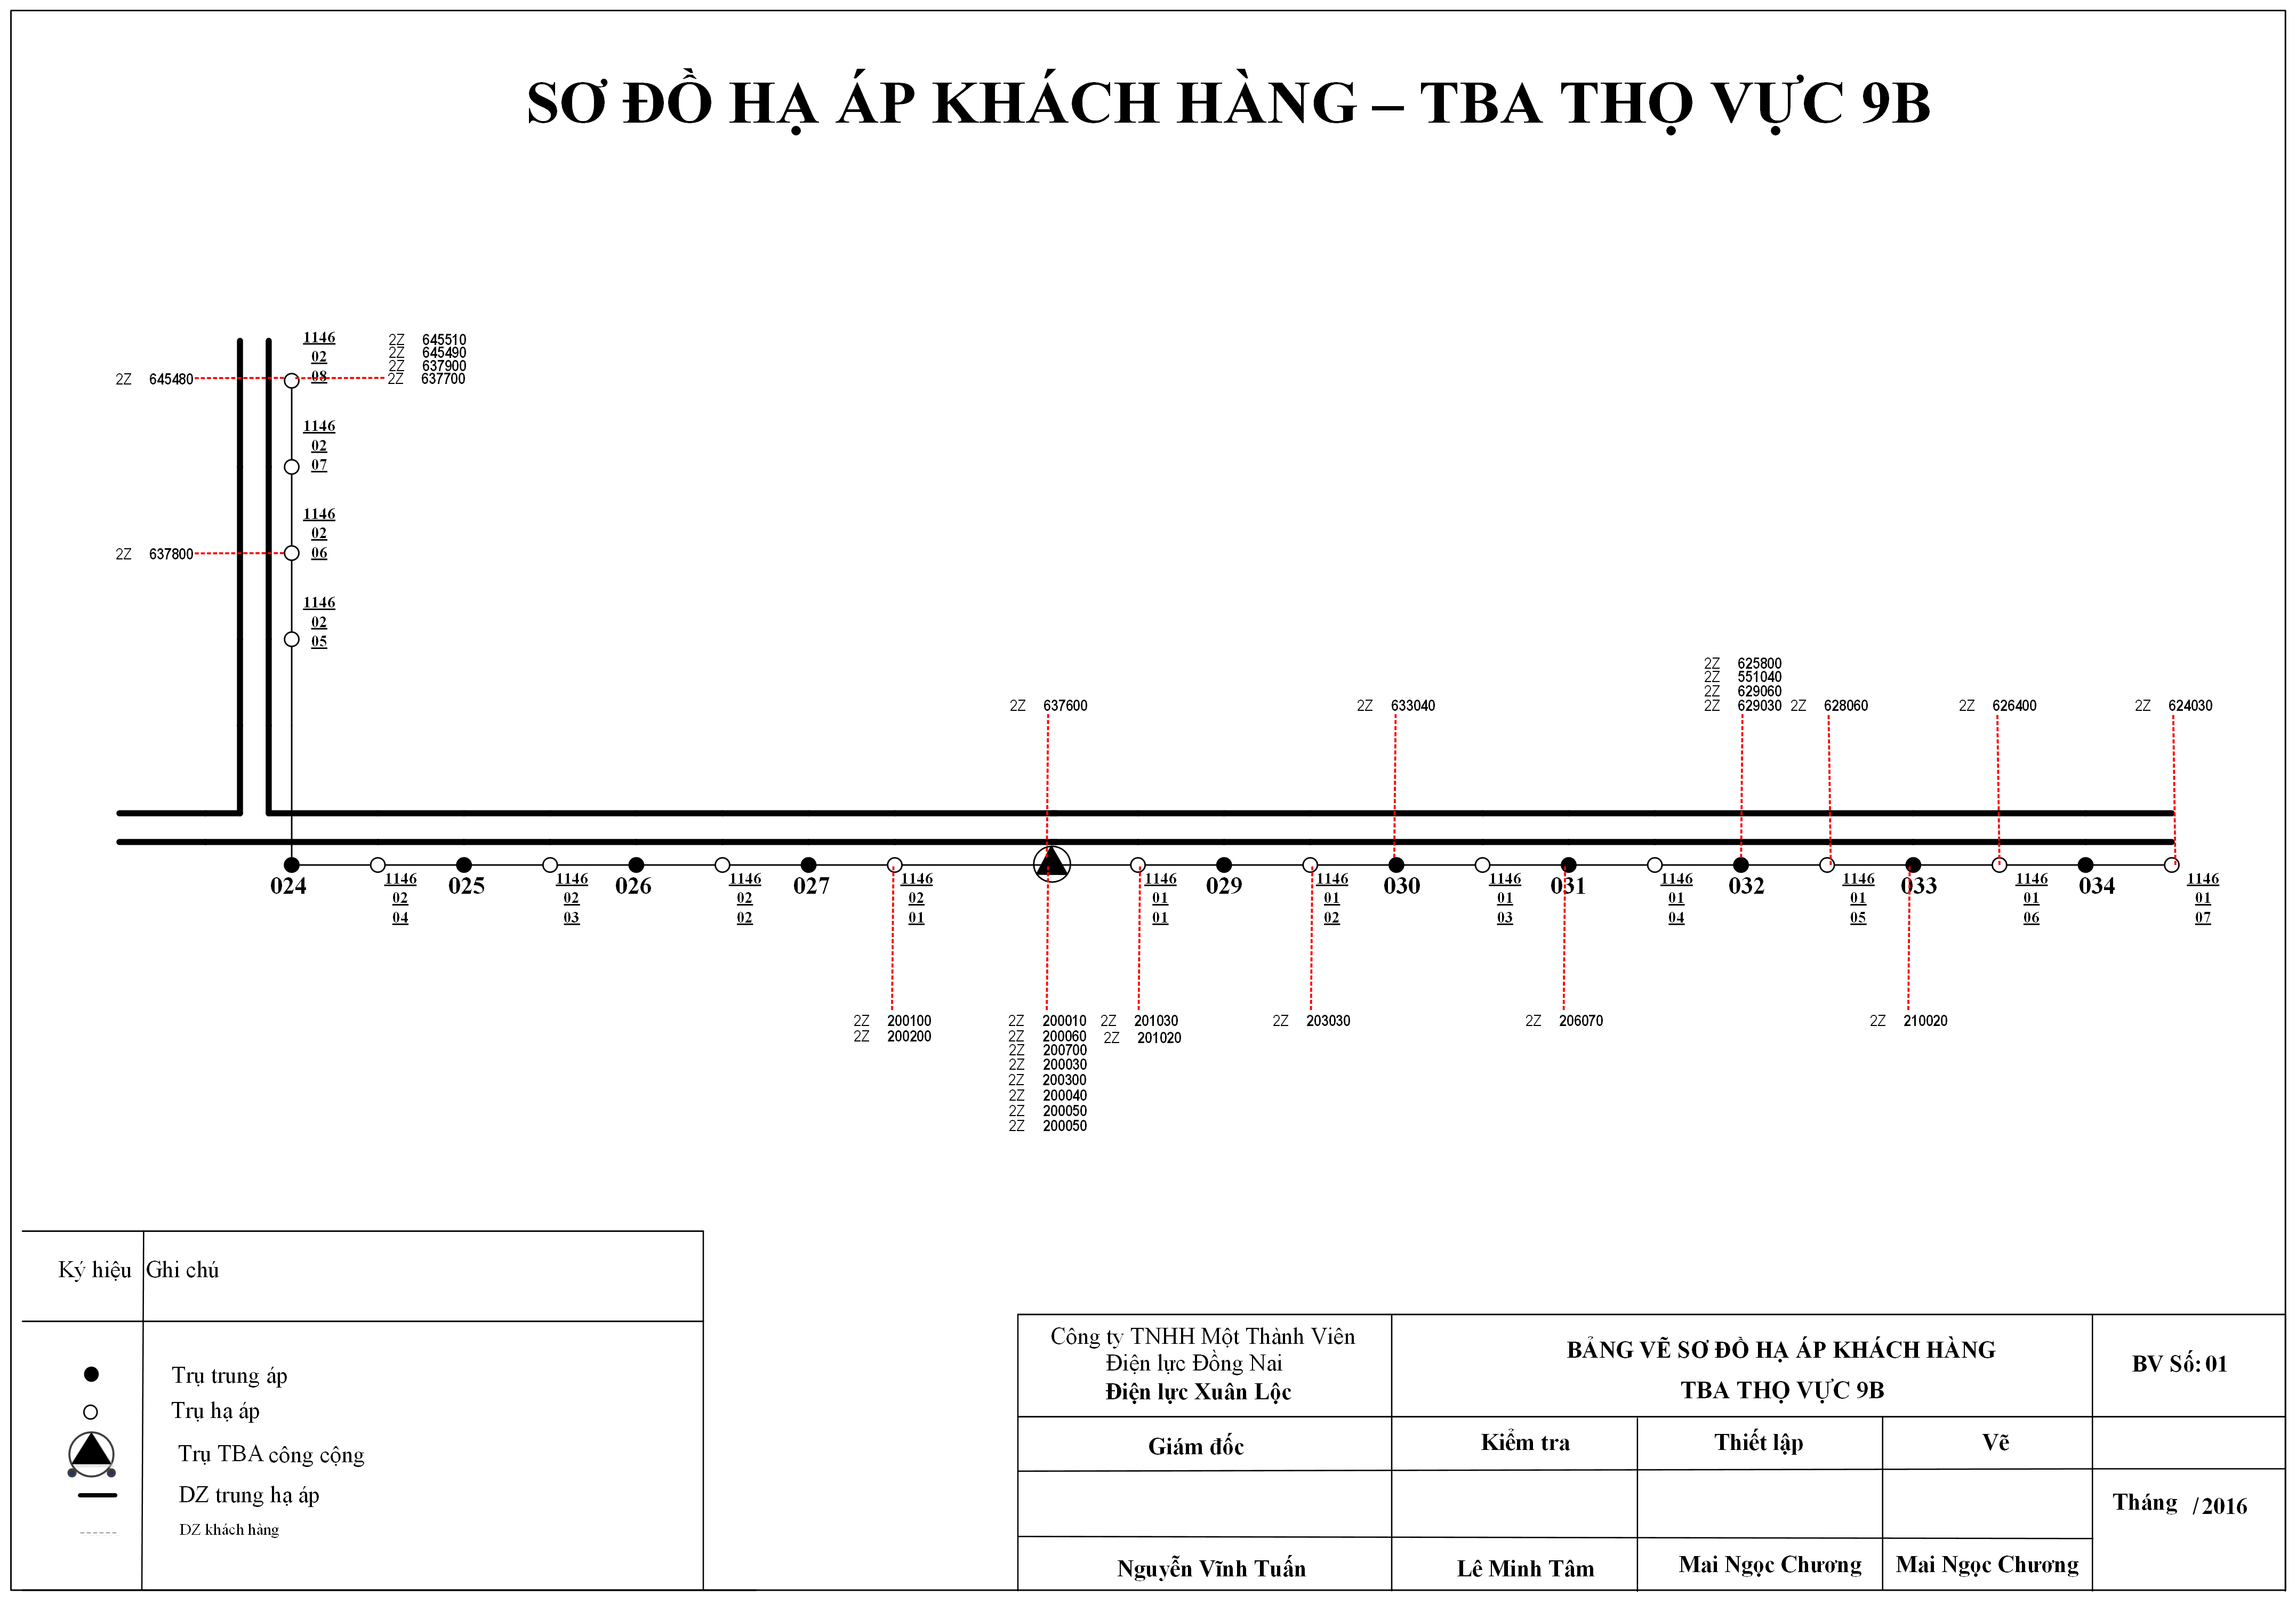 SƠ ĐỒ HẠ ÁP KHÁCH HÀNG – TBA THỌ VỰC 9B
1146
02
08
2Z 645510
2Z 645490
2Z 637900
2Z 637700
2Z 645480
1146
02
07
1146
02
06
2Z 637800
1146
02
05
2Z 625800
2Z 551040
2Z 629060
2Z 637600
2Z 633040
2Z 629030
2Z 628060
2Z 626400
2Z 624030
024
1146
02
04
025
1146
02
03
026
1146
02
02
027
1146
02
01
1146
01
01
029
1146
01
02
030
1146
01
03
031
1146
01
04
032
1146
01
05
033
1146
01
06
034
1146
01
07
2Z 200100
2Z 200200
2Z 200010
2Z 200060
2Z 200700
2Z 200030
2Z 200300
2Z 200040
2Z 200050
2Z 200050
2Z 201030
2Z 201020
2Z 203030
2Z 206070
2Z 210020
Ký hiệu Ghi chú
Trụ trung áp
Trụ hạ áp
Trụ TBA công cộng
DZ trung hạ áp
DZ khách hàng
Công ty TNHH Một Thành Viên
Điện lực Đồng Nai
Điện lực Xuân Lộc
BẢNG VẼ SƠ ĐỒ HẠ ÁP KHÁCH HÀNG
TBA THỌ VỰC 9B
BV Số: 01
Giám đốc
Kiểm tra
Thiết lập
Vẽ
Tháng /2016
Nguyễn Vĩnh Tuấn
Lê Minh Tâm
Mai Ngọc Chương
Mai Ngọc Chương